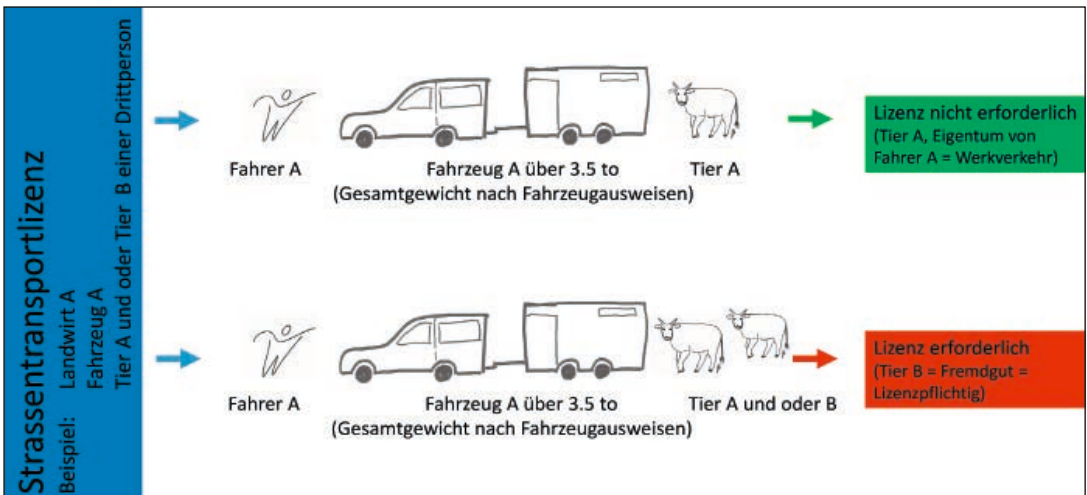 Strassentransportlizenz
Beispiel: Landwirt A
Fahrzeug A
Tier A und oder Tier B einer Drittperson
Fahrer A
Fahrzeug A über 3.5 to
(Gesamtgewicht nach Fahrzeugausweisen)
Tier A
Lizenz nicht erforderlich
(Tier A, Eigentum von
Fahrer A = Werkverkehr)
Fahrer A
Fahrzeug A über 3.5 to
(Gesamtgewicht nach Fahrzeugausweisen)
Tier A und oder B
Lizenz erforderlich
(Tier B = Fremdgut =
Lizenzpflichtig)